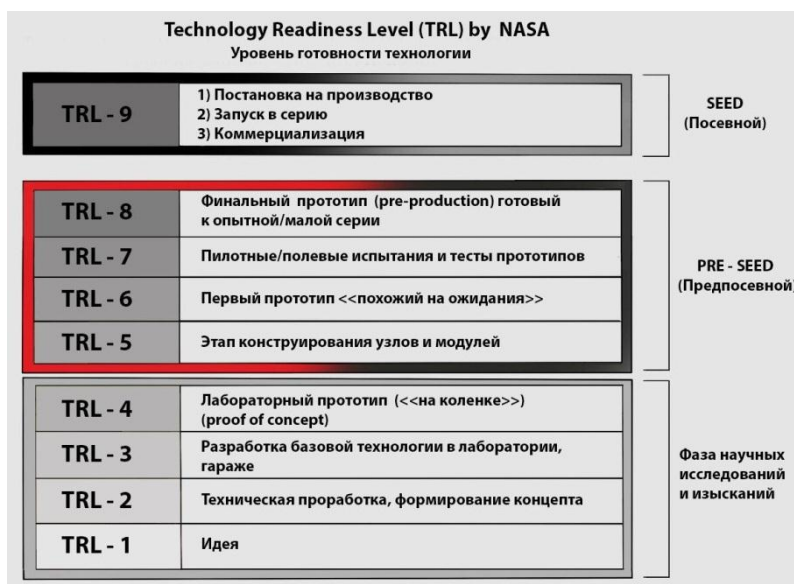 Technology Readiness Level (TRL) by NASA
Уровень готовности технологии
TRL - 9
1) Постановка на производство
2) Запуск в серию
3) Коммерциализация
SEED
(Посевной)
TRL - 8
Финальный прототип (pre-production) готовый
к опытной/малой серии
TRL - 7
Пилотные/полевые испытания и тесты прототипов
TRL - 6
Первый прототип <<похожий на ожидания>>
TRL - 5
Этап конструирования узлов и модулей
PRE - SEED
(Предпосевной)
TRL - 4
Лабораторный прототип (<<на коленке>>)
(proof of concept)
TRL - 3
Разработка базовой технологии в лаборатории,
гараже
TRL - 2
Техническая проработка, формирование концепта
TRL - 1
Идея
Фаза научных
исследований
и изысканий